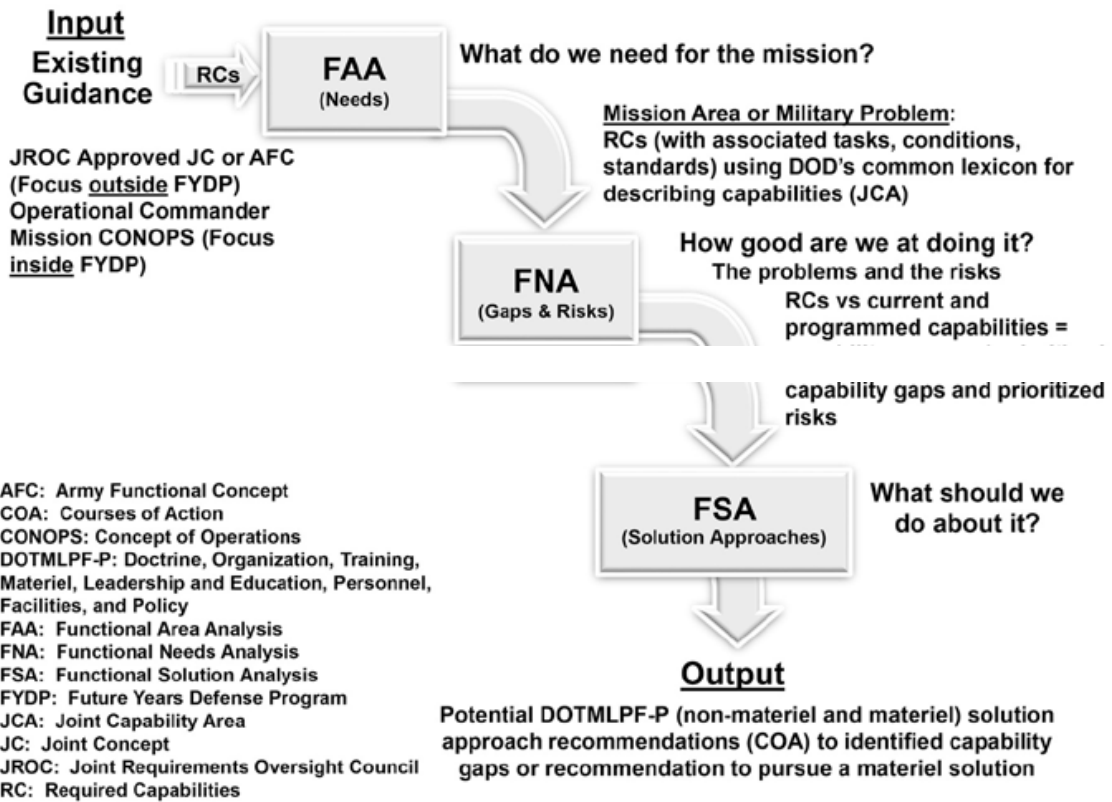 Input
Existing
Guidance
RCs
FAA
(Needs)
What do we need for the mission?
JROC Approved JC or AFC
(Focus outside FYDP)
Operational Commander
Mission CONOPS (Focus
inside FYDP)
Mission Area or Military Problem:
RCs (with associated tasks, conditions,
standards) using DOD's common lexicon for
describing capabilities (JCA)
FNA
(Gaps & Risks)
How good are we at doing it?
The problems and the risks
RCs vs current and
programmed capabilities =
capability gaps and prioritized
risks
FSA
(Solution Approaches)
What should we
do about it?
AFC: Army Functional Concept
COA: Courses of Action
CONOPS: Concept of Operations
DOTMLPF-P: Doctrine, Organization, Training,
Materiel, Leadership and Education, Personnel,
Facilities, and Policy
FAA: Functional Area Analysis
FNA: Functional Needs Analysis
FSA: Functional Solution Analysis
FYDP: Future Years Defense Program
JCA: Joint Capability Area
JC: Joint Concept
JROC: Joint Requirements Oversight Council
RC: Required Capabilities
Output
Potential DOTMLPF-P (non-materiel and materiel) solution
approach recommendations (COA) to identified capability
gaps or recommendation to pursue a materiel solution